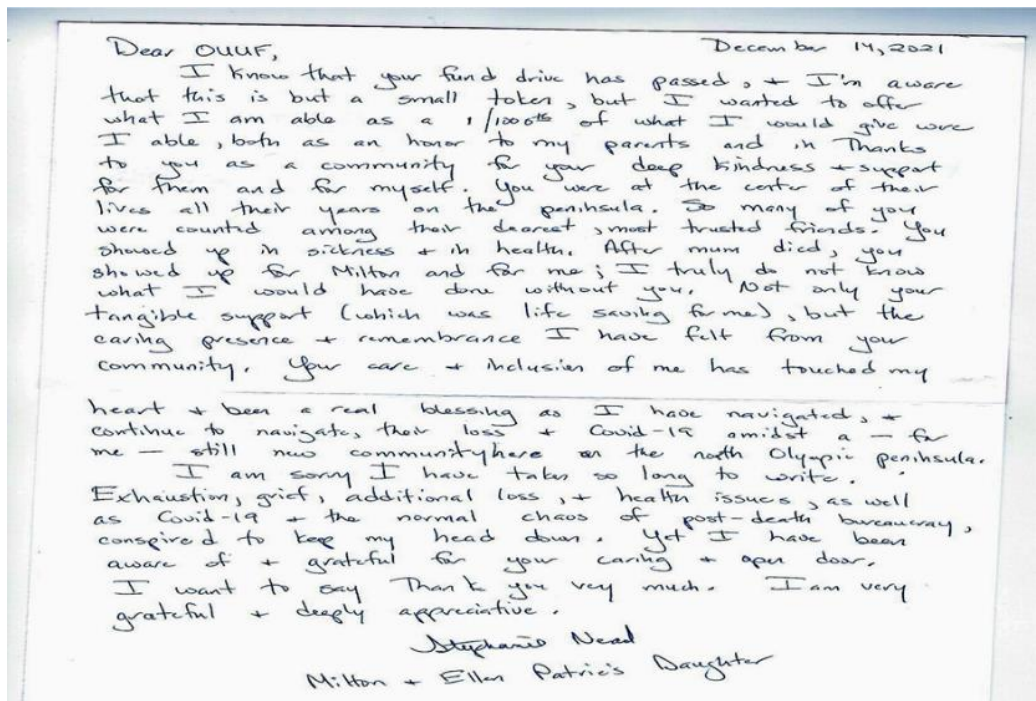 Dear OUUF, December 14, 2021
I know that your fund drive has passed, + I'm aware
that this is but a small token, but I wanted to offer
what I am able as a 1/100oth of what I would give were
I able, both as an honor to my parents and in Thanks
to you as a community for your deep kindness + support
for them and for myself. You were at the center of their
lives all their years on the peninsula. So many of you
were counted among their dearest, most trusted friends. You
showed up in sickness + in health. After mum died, you
showed up for Milton and for me; I truly do not know
what I would have done without you. Not only your
tangible support (which was life saving for me), but the
caring presence + remembrance I have felt from your
community. Your care + inclusion of me has touched my
heart + been a real blessing as I have navigated, +
continue to navigate, their loss + Covid-19 amidst a — for
me — still new community here on the north Olympic peninsula.
I am sorry I have taken so long to write.
Exhaustion, grief, additional loss, + health issues, as well
as Covid-19 + the normal chaos of post-death bureaucracy,
conspired to keep my head down. Yet I have been
aware of + grateful for your caring + open door.
I want to say Thank you very much. I am very
grateful + deeply appreciative.
Stephanie
Milton + Ellen Patrie's Daughter